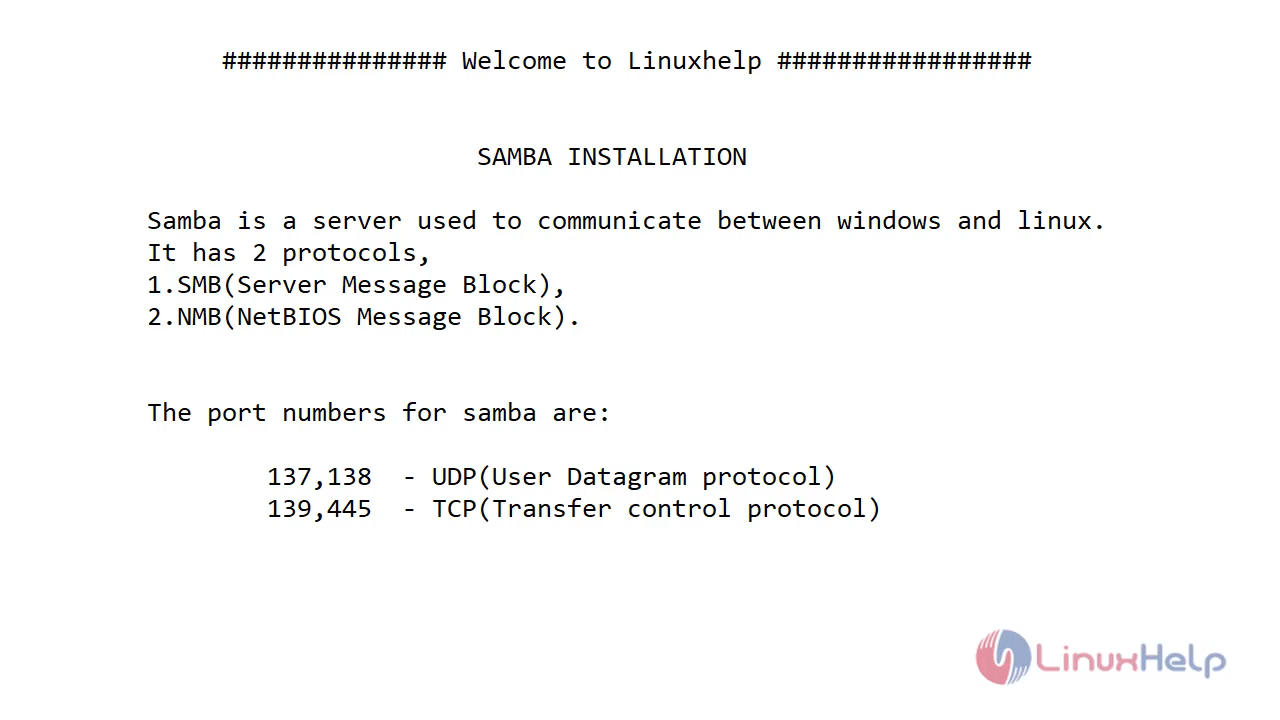 ############### Welcome to Linuxhelp #################
SAMBA INSTALLATION
Samba is a server used to communicate between windows and linux.
It has 2 protocols,
1.SMB(Server Message Block),
2.NMB(NetBIOS Message Block).
The port numbers for samba are:
137,138 - UDP(User Datagram protocol)
139,445 - TCP(Transfer control protocol)
LinuxHelp